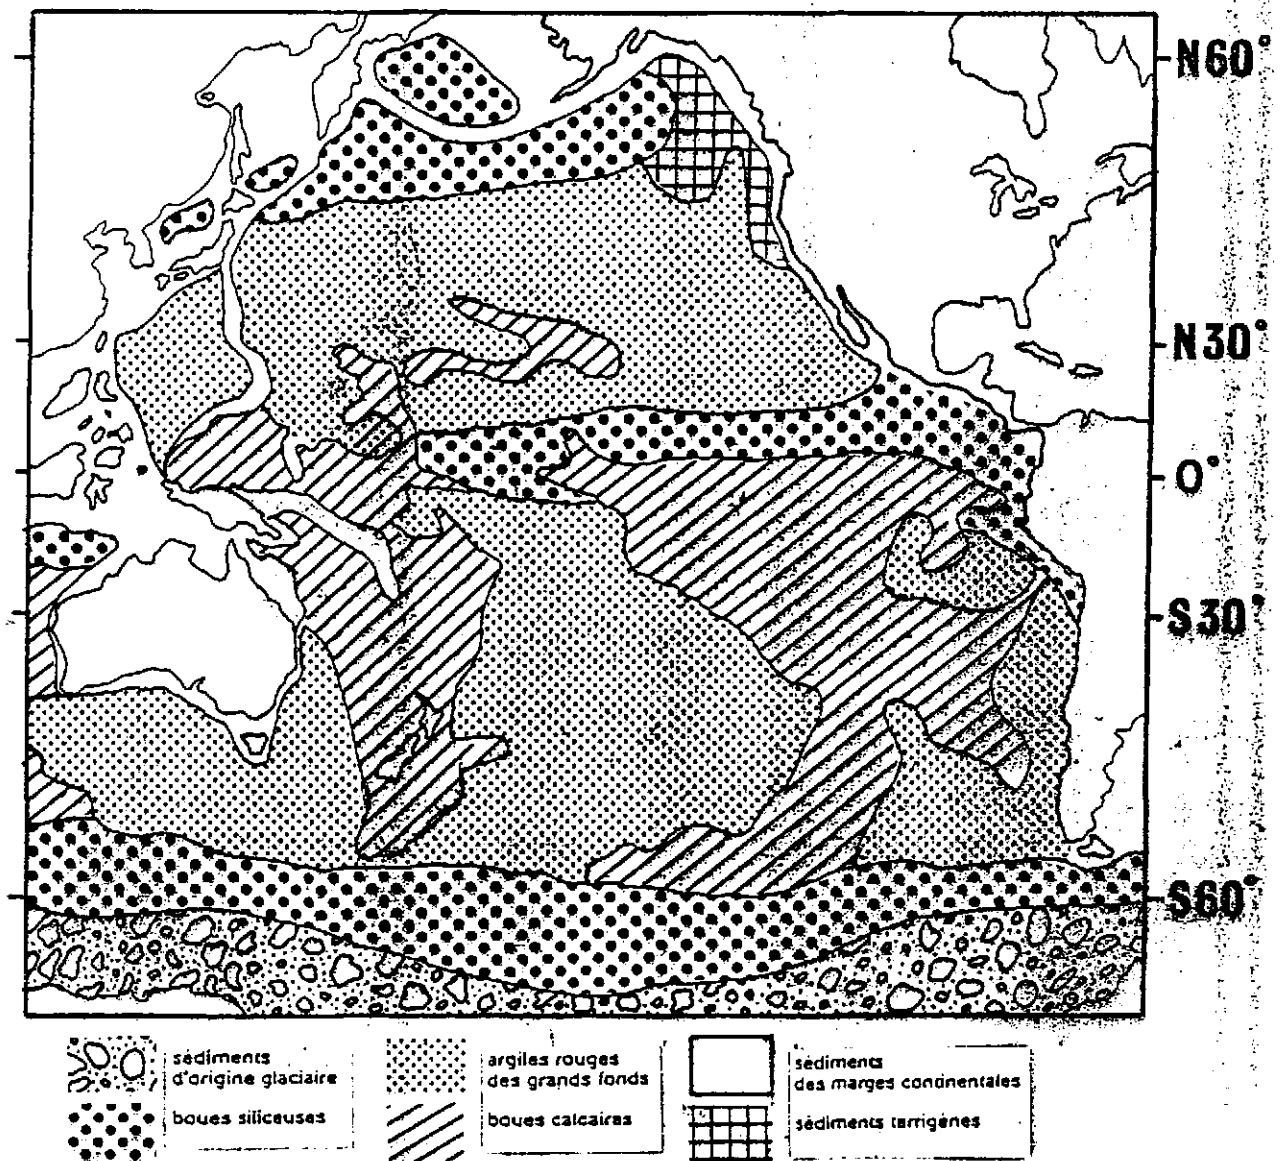 N60°
N30°
0°
S30°
S60°
sédiments
d'origine glaciaire
boues siliceuses
argiles rouges
des grands fonds
boues calcaires
sédiments
des marges continentales
sédiments terrigènes